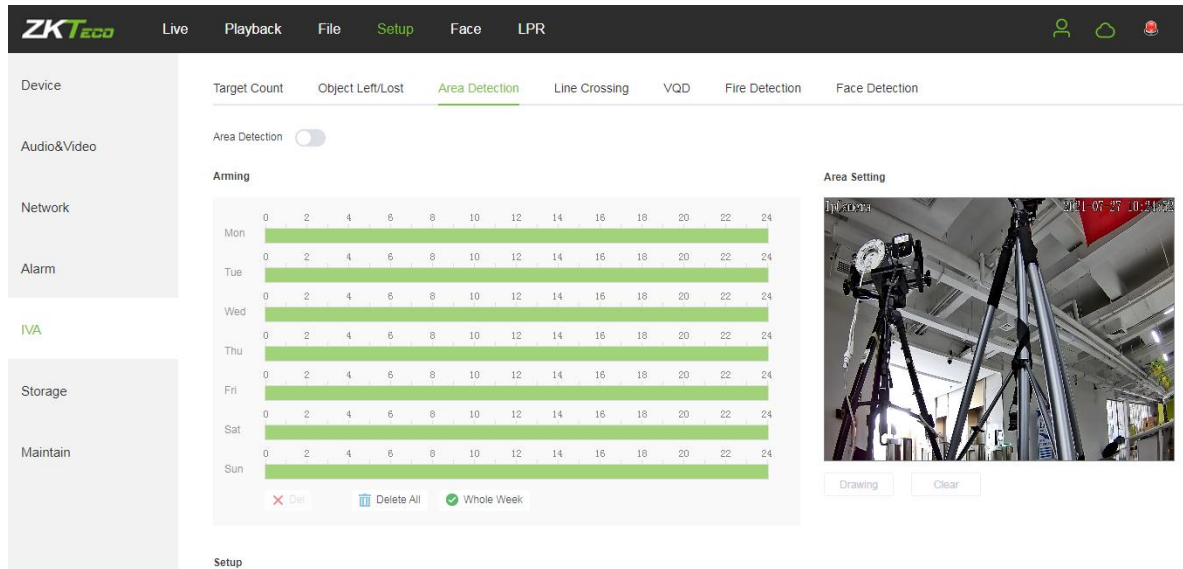 ZKTeco Live Playback File Setup Face LPR
Device
Audio&Video
Network
Alarm
IVA
Storage
Maintain
Target Count Object Left/Lost Area Detection Line Crossing VQD Fire Detection Face Detection
Area Detection
Arming
0 2 4 6 8 10 12 14 16 18 20 22 24
Mon
0 2 4 6 8 10 12 14 16 18 20 22 24
Tue
0 2 4 6 8 10 12 14 16 18 20 22 24
Wed
0 2 4 6 8 10 12 14 16 18 20 22 24
Thu
0 2 4 6 8 10 12 14 16 18 20 22 24
Fri
0 2 4 6 8 10 12 14 16 18 20 22 24
Sat
0 2 4 6 8 10 12 14 16 18 20 22 24
Sun
Del Delete All Whole Week
Area Setting
IpCamera
Drawing Clear
Setup